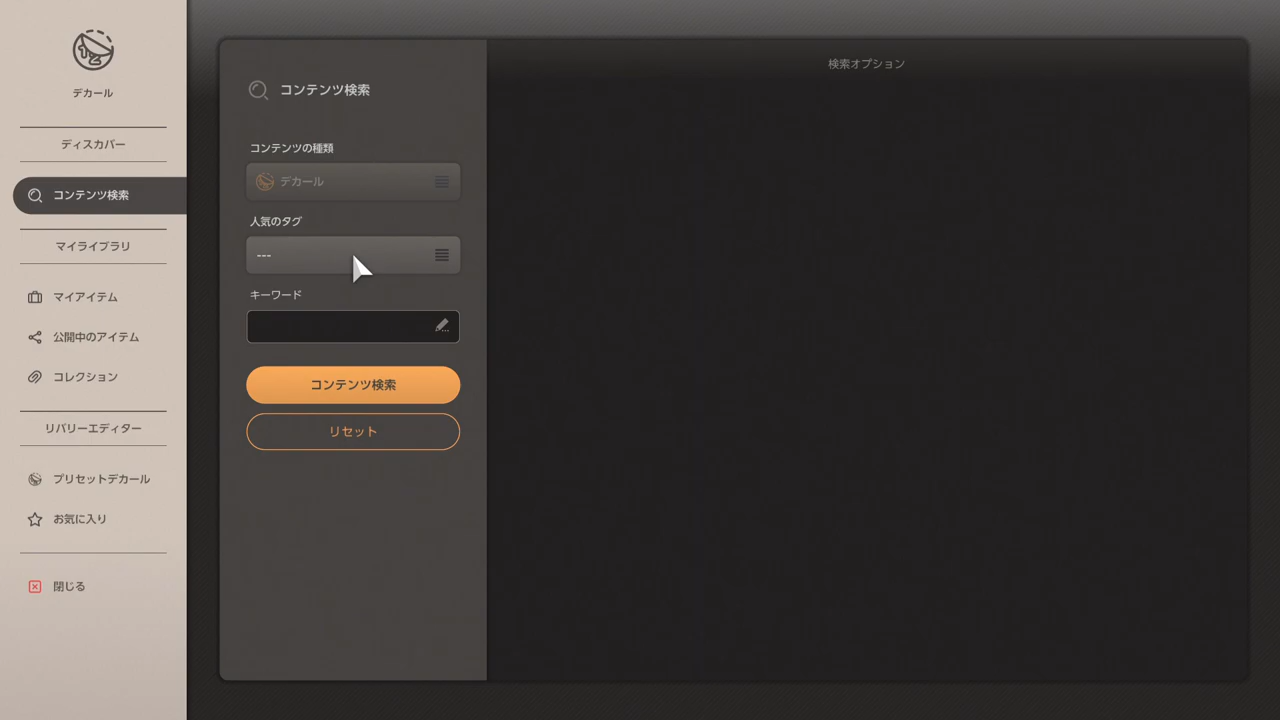 デカール
ディスカバー
コンテンツ検索
マイライブラリ
マイアイテム
公開中のアイテム
コレクション
リバリーエディター
プリセットデカール
お気に入り
閉じる
コンテンツ検索
コンテンツの種類
デカール
人気のタグ
---
キーワード
コンテンツ検索
リセット
検索オプション